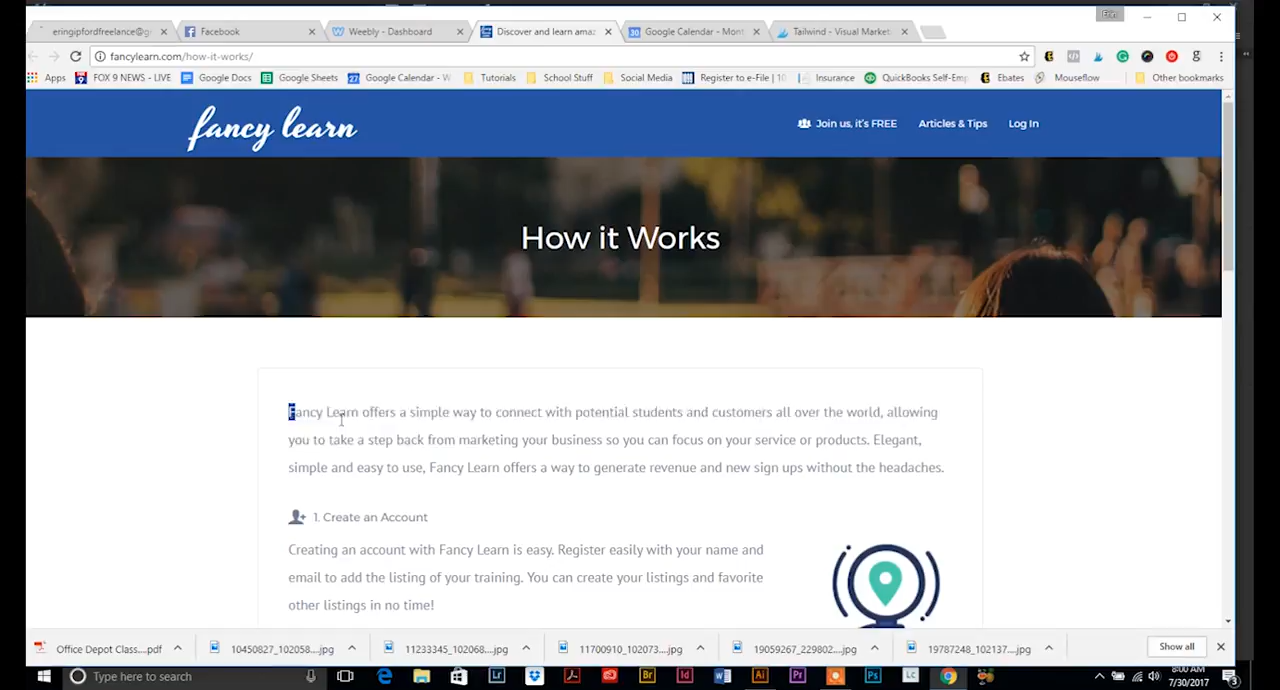 Erin
eringipfordfreelance@g
Facebook
Weebly - Dashboard
Discover and learn amaz
Google Calendar - Mont
Tailwind - Visual Market
fancylearn.com/how-it-works/
Apps
FOX 9 NEWS - LIVE
Google Docs
Google Sheets
Google Calendar - W
Tutorials
School Stuff
Social Media
Register to e-File | 10
Insurance
QuickBooks Self-Emp
Ebates
Mouseflow
Other bookmarks
fancy learn
Join us, it's FREE
Articles & Tips
Log In
How it Works
Fancy Learn offers a simple way to connect with potential students and customers all over the world, allowing
you to take a step back from marketing your business so you can focus on your service or products. Elegant,
simple and easy to use, Fancy Learn offers a way to generate revenue and new sign ups without the headaches.
1. Create an Account
Creating an account with Fancy Learn is easy. Register easily with your name and
email to add the listing of your training. You can create your listings and favorite
other listings in no time!
Office Depot Class....pdf
10450827_102058....jpg
11233345_102068....jpg
11700910_102073....jpg
19059267_229802....jpg
19787248_102137....jpg
Show all
Type here to search
8:00 AM
7/30/2017